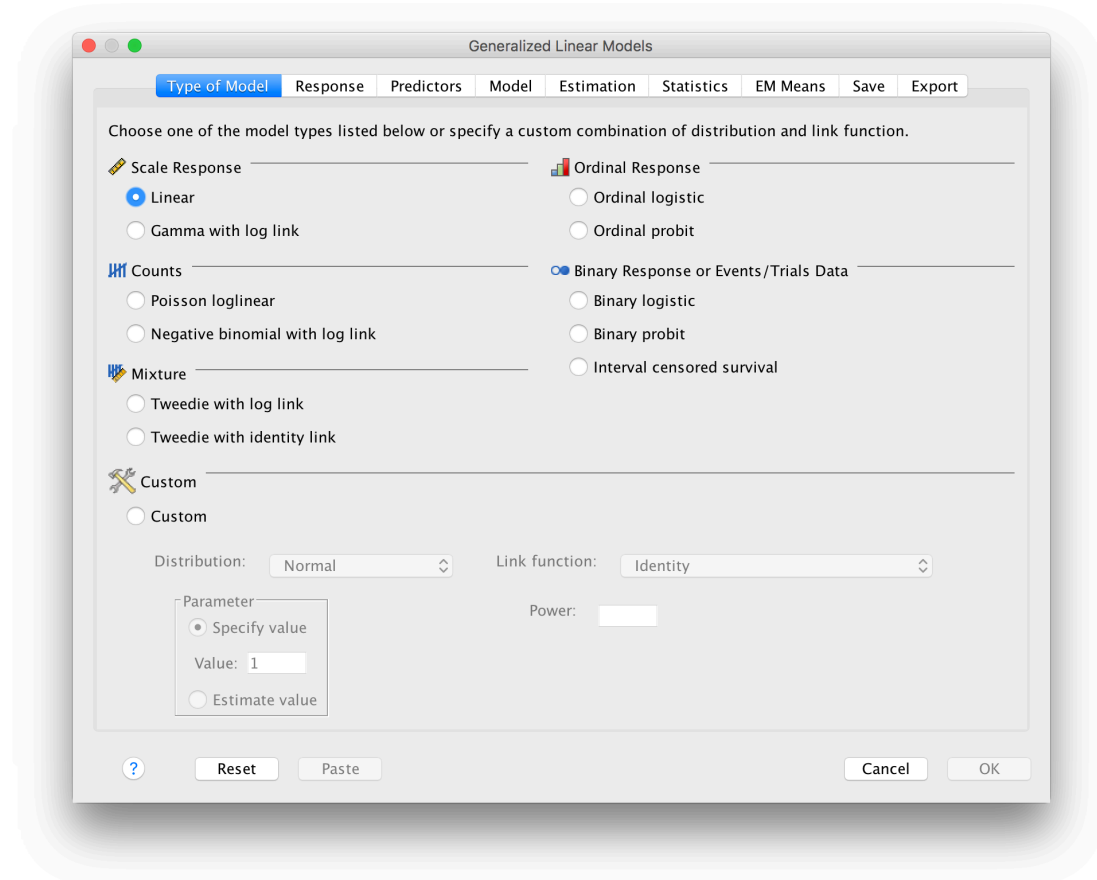 Generalized Linear Models
Type of Model Response Predictors Model Estimation Statistics EM Means Save Export
Choose one of the model types listed below or specify a custom combination of distribution and link function.
Scale Response
Linear
Gamma with log link
Counts
Poisson loglinear
Negative binomial with log link
Mixture
Tweedie with log link
Tweedie with identity link
Ordinal Response
Ordinal logistic
Ordinal probit
Binary Response or Events/Trials Data
Binary logistic
Binary probit
Interval censored survival
Custom
Custom
Distribution: Normal Link function: Identity
Parameter
Specify value
Value: 1
Estimate value
Power:
? Reset Paste Cancel OK